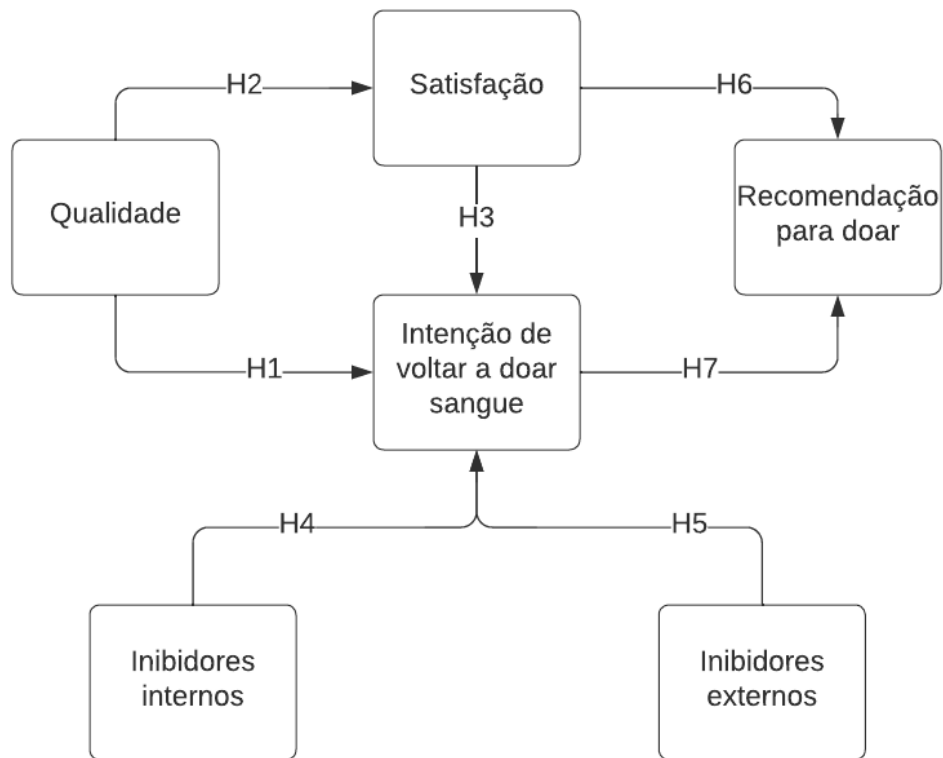 Satisfação
H2
H6
Qualidade
Recomendação
para doar
H3
Intenção de
voltar a doar
sangue
H1
H7
H4
H5
Inibidores
internos
Inibidores
externos